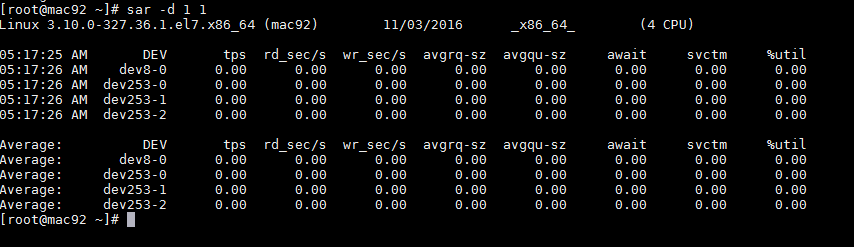 [root@mac92 ~]# sar -d 1 1
Linux 3.10.0-327.36.1.el7.x86_64 (mac92)        11/03/2016      _x86_64_        (4 CPU)

05:17:25 AM       DEV       tps  rd_sec/s  wr_sec/s  avgrq-sz  avgqu-sz     await     svctm     %util
05:17:26 AM    dev8-0      0.00      0.00      0.00      0.00      0.00      0.00      0.00      0.00
05:17:26 AM  dev253-0      0.00      0.00      0.00      0.00      0.00      0.00      0.00      0.00
05:17:26 AM  dev253-1      0.00      0.00      0.00      0.00      0.00      0.00      0.00      0.00
05:17:26 AM  dev253-2      0.00      0.00      0.00      0.00      0.00      0.00      0.00      0.00

Average:          DEV       tps  rd_sec/s  wr_sec/s  avgrq-sz  avgqu-sz     await     svctm     %util
Average:       dev8-0      0.00      0.00      0.00      0.00      0.00      0.00      0.00      0.00
Average:     dev253-0      0.00      0.00      0.00      0.00      0.00      0.00      0.00      0.00
Average:     dev253-1      0.00      0.00      0.00      0.00      0.00      0.00      0.00      0.00
Average:     dev253-2      0.00      0.00      0.00      0.00      0.00      0.00      0.00      0.00
[root@mac92 ~]#